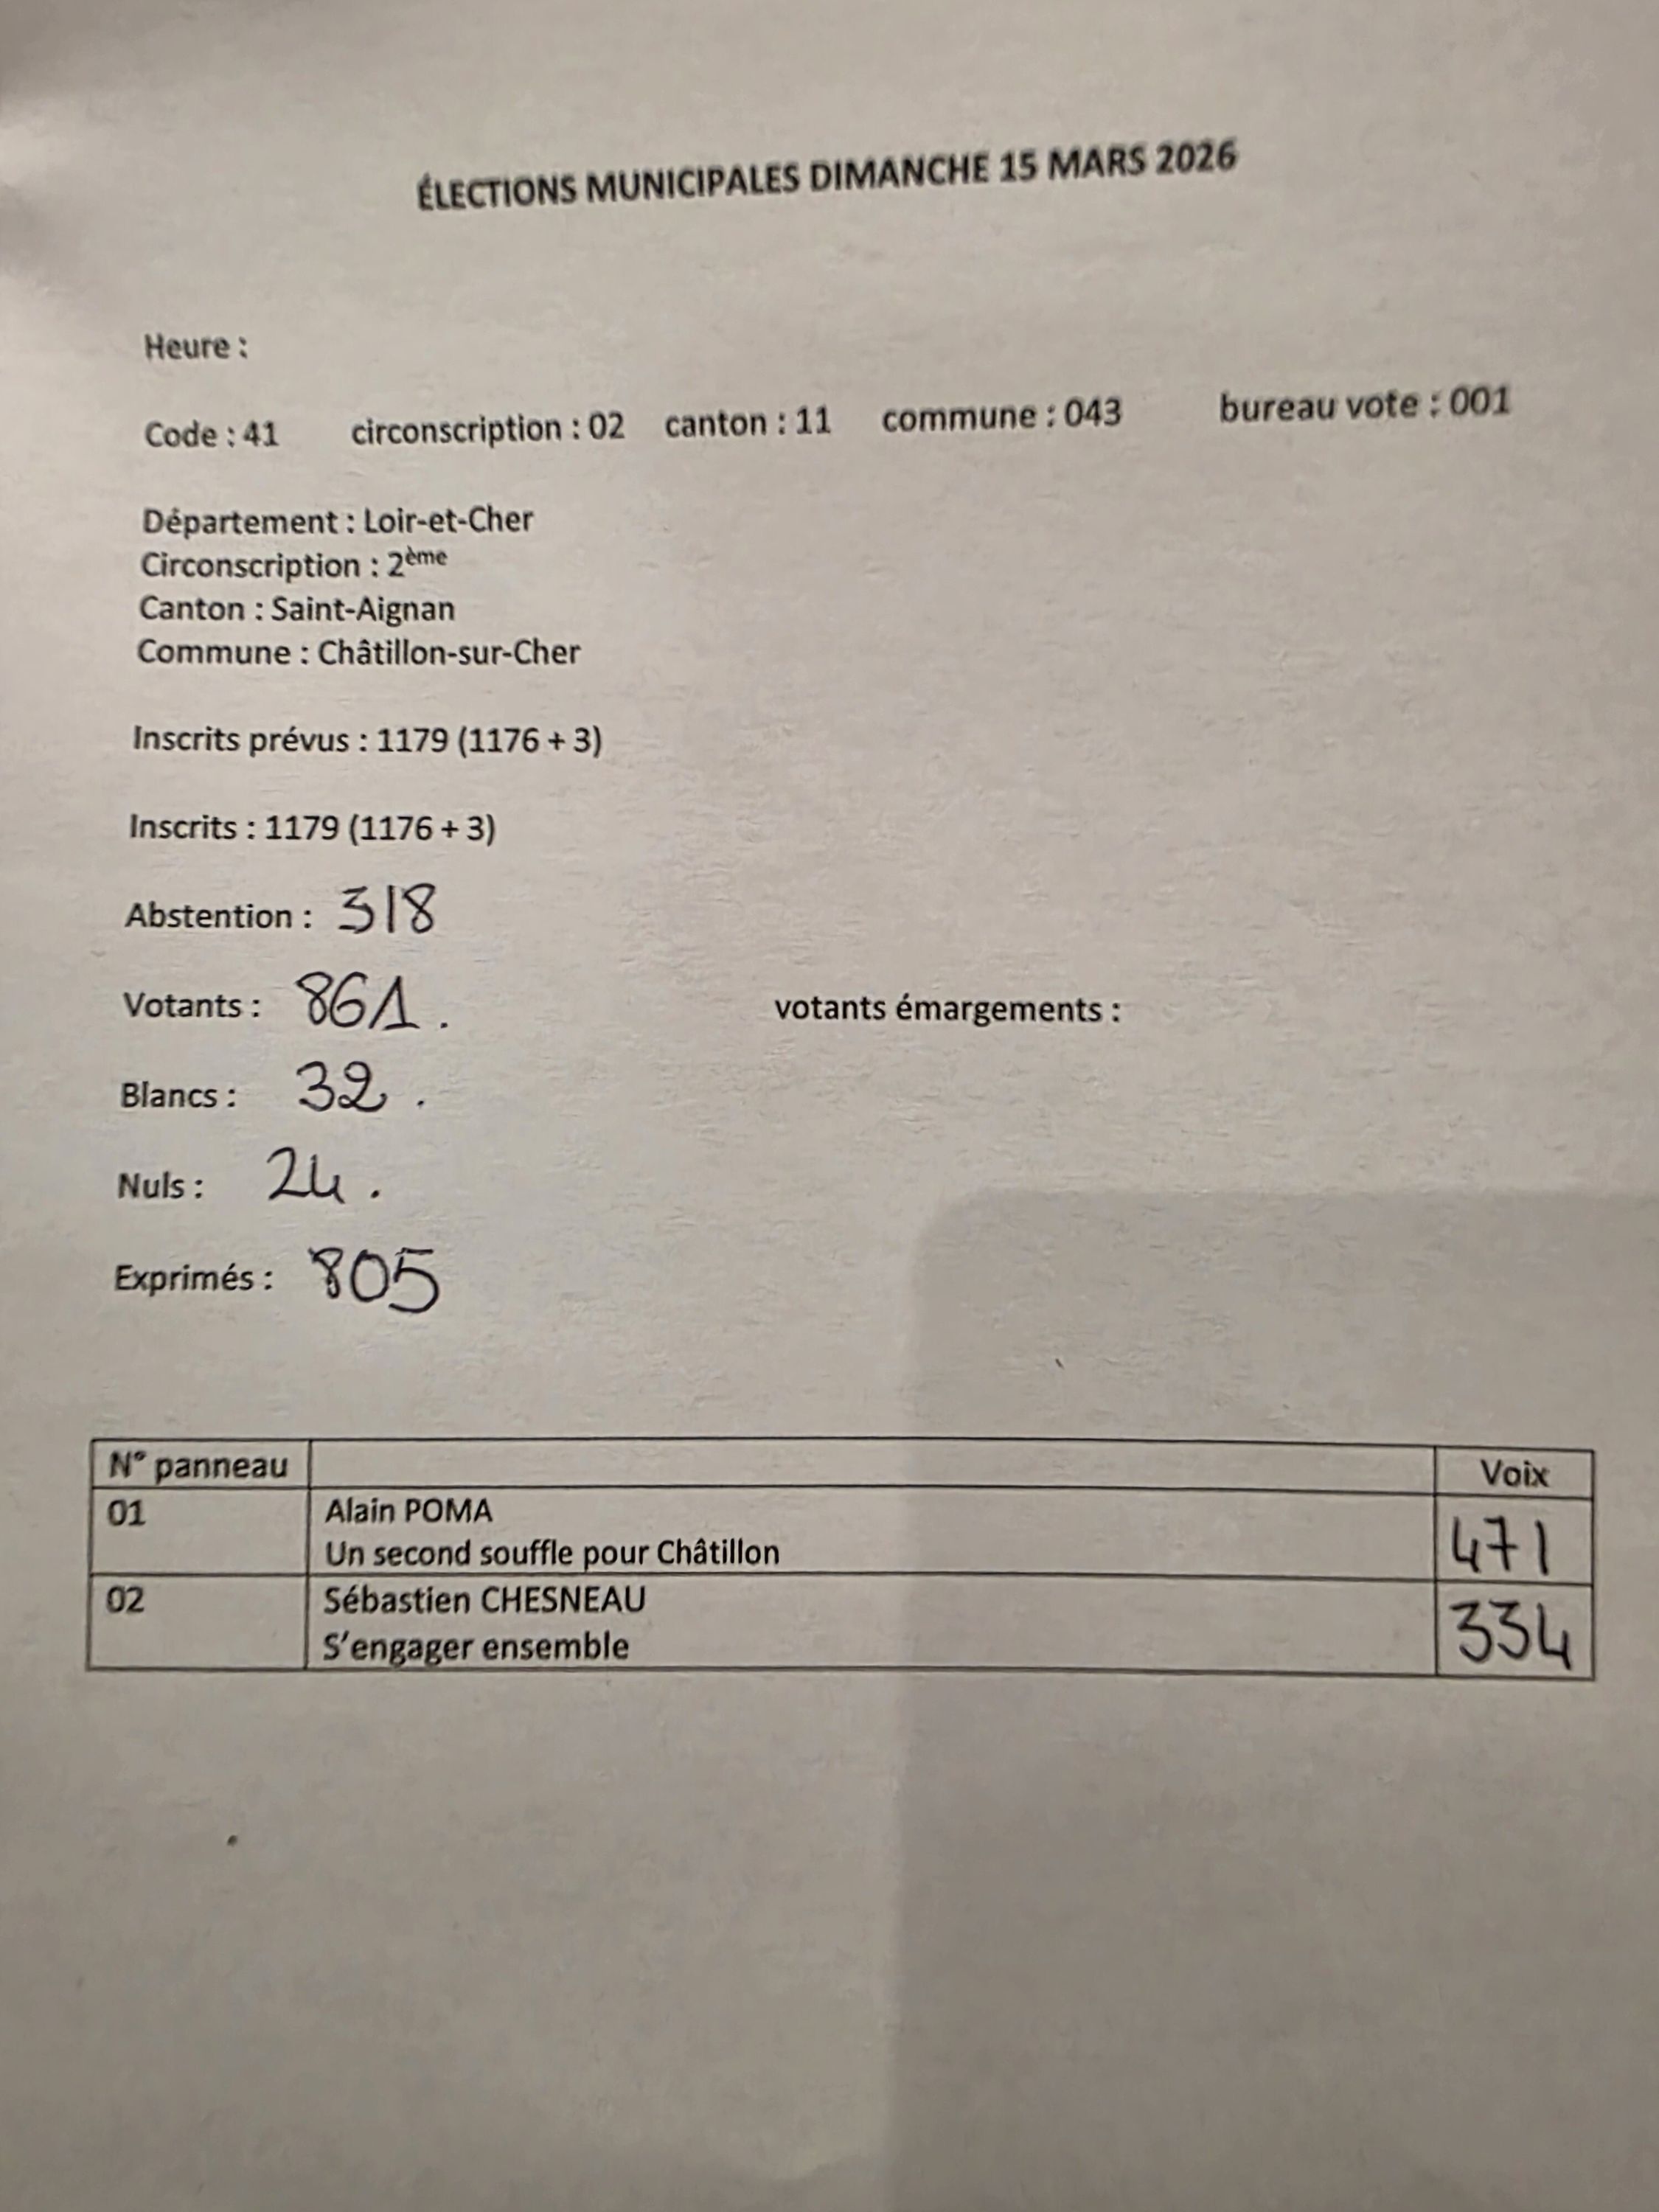 ÉLECTIONS MUNICIPALES DIMANCHE 15 MARS 2026
Heure :
Code : 41 circonscription : 02 canton : 11 commune : 043 bureau vote : 001
Département : Loir-et-Cher
Circonscription : 2ème
Canton : Saint-Aignan
Commune : Châtillon-sur-Cher
Inscrits prévus : 1179 (1176 + 3)
Inscrits : 1179 (1176 + 3)
Abstention : 318
Votants : 861. votants émargements :
Blancs : 32.
Nuls : 24.
Exprimés : 805
N° panneau Voix
01 Alain POMA 471
Un second souffle pour Châtillon
02 Sébastien CHESNEAU 334
S'engager ensemble